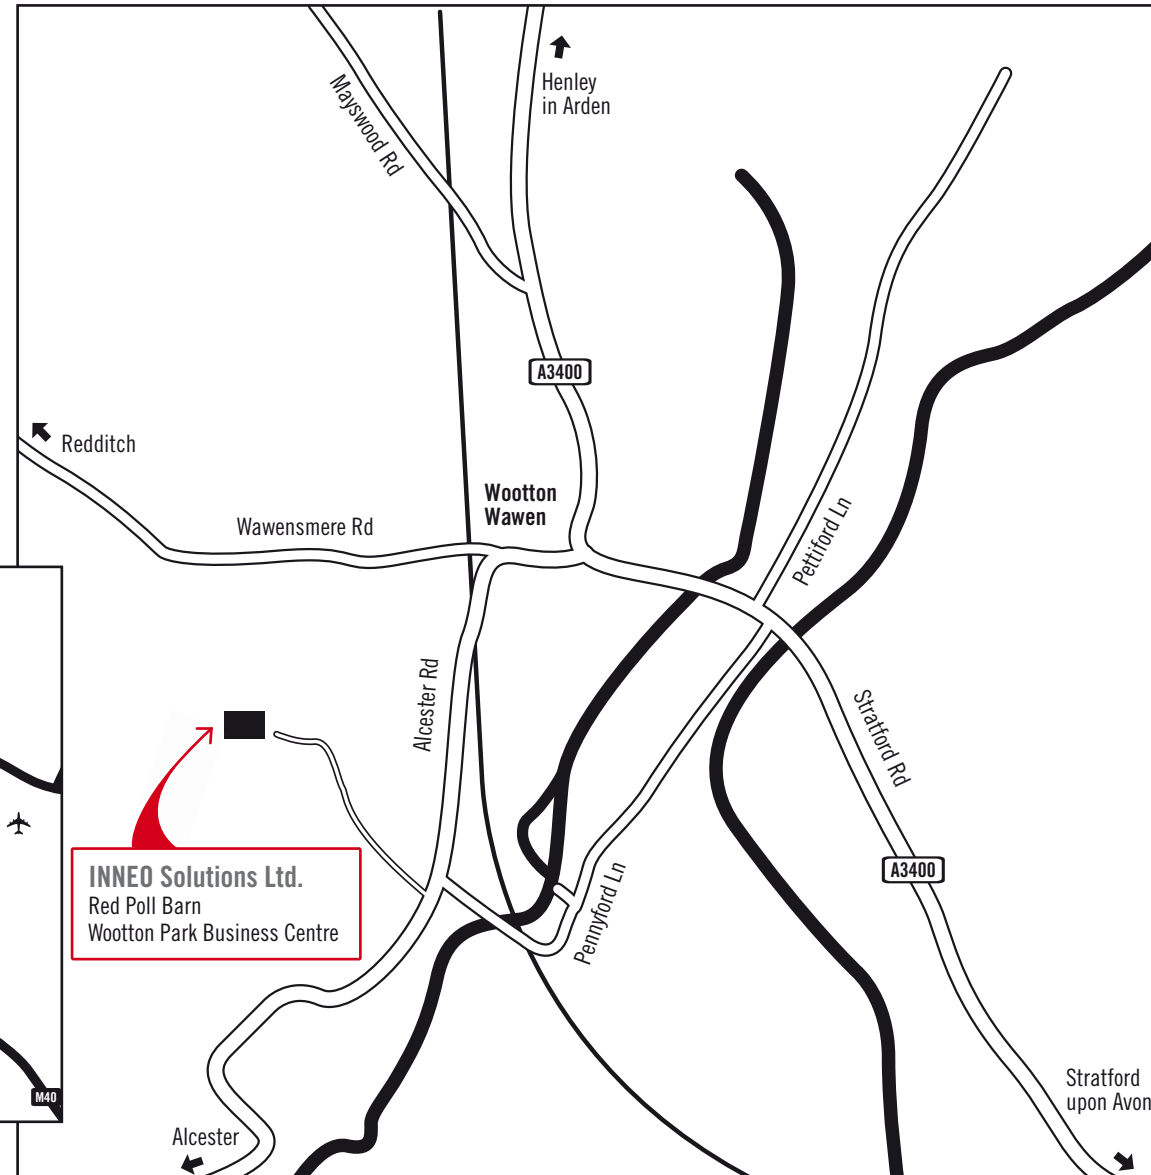 Henley
in Arden
Mayswood Rd
A3400
Redditch
Wootton
Wawen
Wawensmere Rd
Pettiford Ln
Alcester Rd
Stratford Rd
INNEO Solutions Ltd.
Red Poll Barn
Wootton Park Business Centre
A3400
Pennyford Ln
M40
Stratford
upon Avon
Alcester